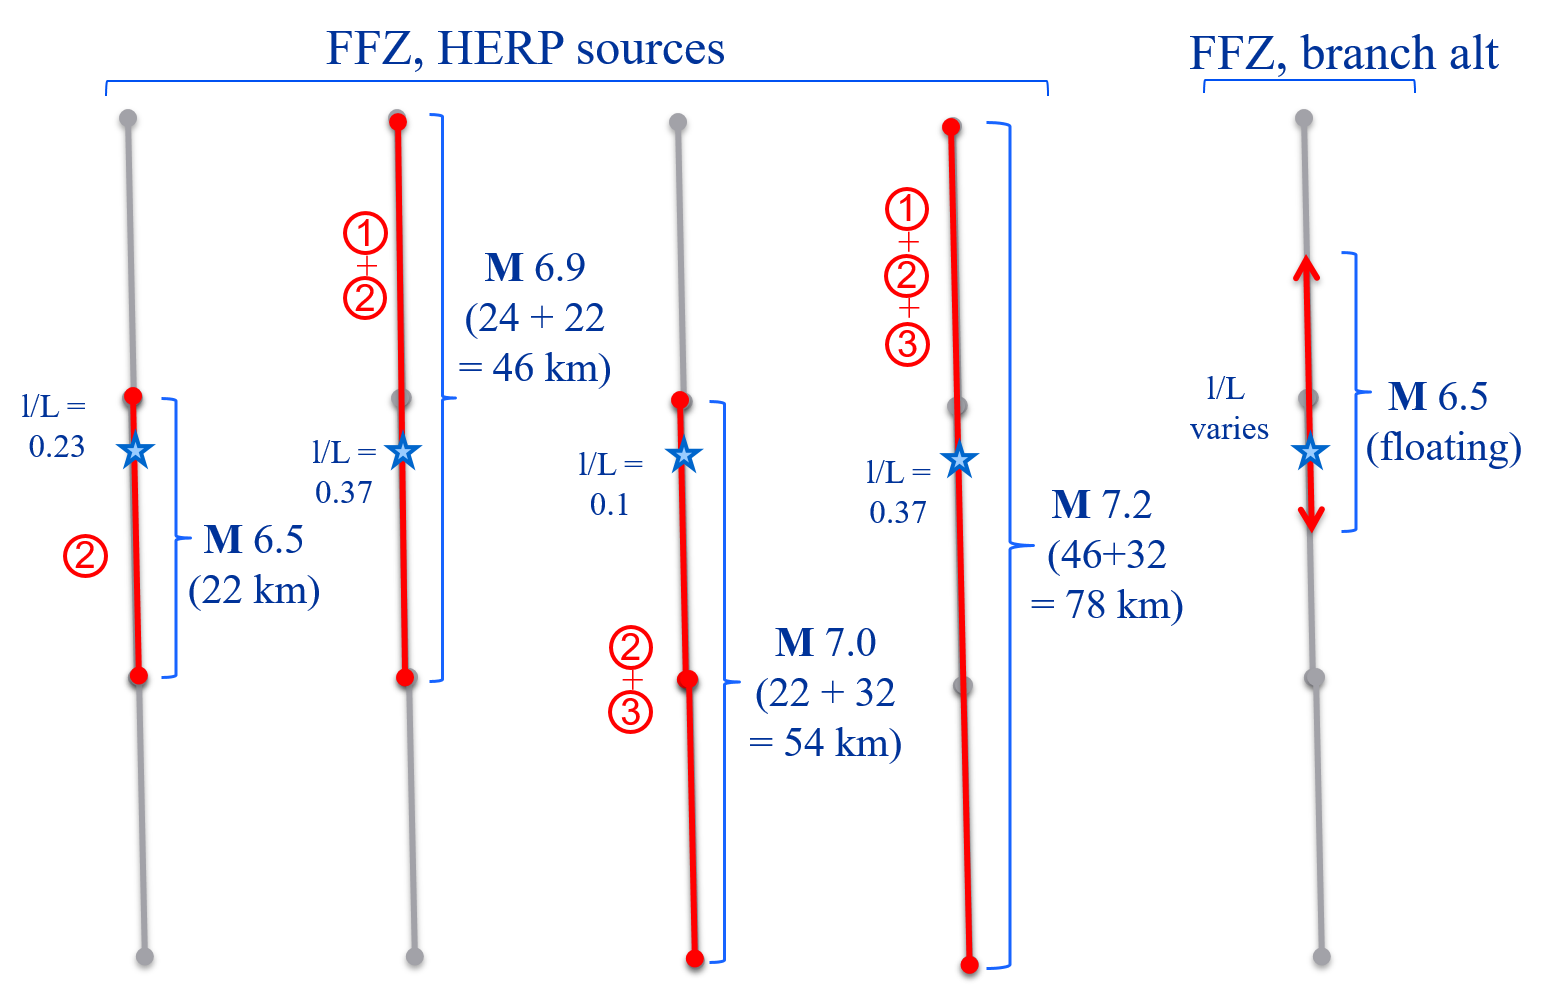 FFZ, HERP sources
FFZ, branch alt
l/L =
0.23
②
M 6.5
(22 km)
①
+
②
l/L =
0.37
M 6.9
(24 + 22
= 46 km)
l/L =
0.1
②
+
③
M 7.0
(22 + 32
= 54 km)
①
+
②
+
③
l/L =
0.37
M 7.2
(46+32
= 78 km)
l/L
varies
M 6.5
(floating)